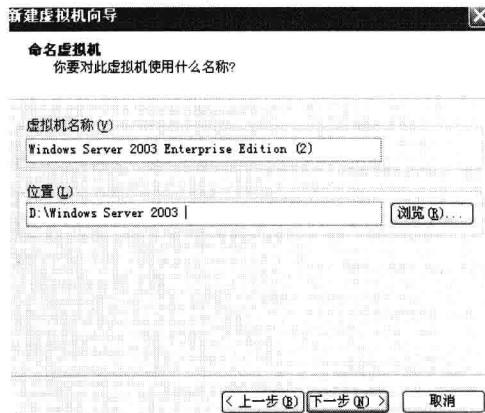 新建虚拟机向导
命名虚拟机
你要对此虚拟机使用什么名称?
虚拟机名称(V)
Windows Server 2003 Enterprise Edition (2)
位置(L)
D:\Windows Server 2003
浏览(R)...
< 上一步(B) 下一步(N) > 取消